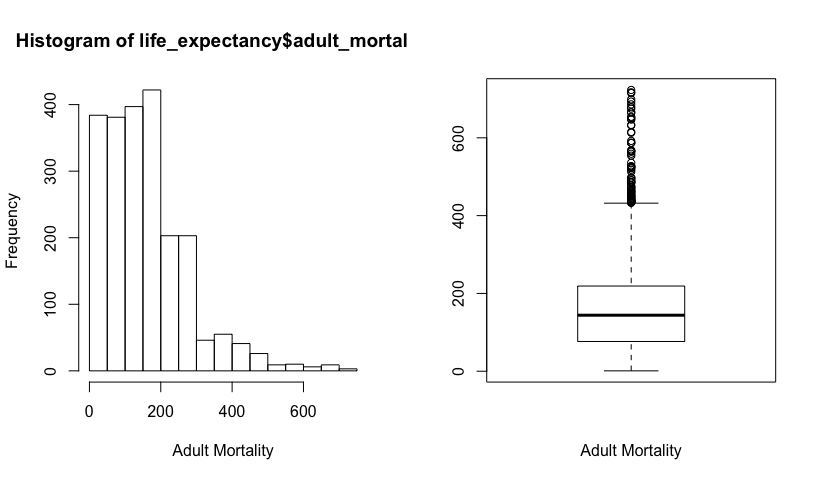 Histogram of life_expectancy$adult_mortal
Frequency
0
100
200
300
400
0 200 400 600
Adult Mortality
0
200
400
600
Adult Mortality